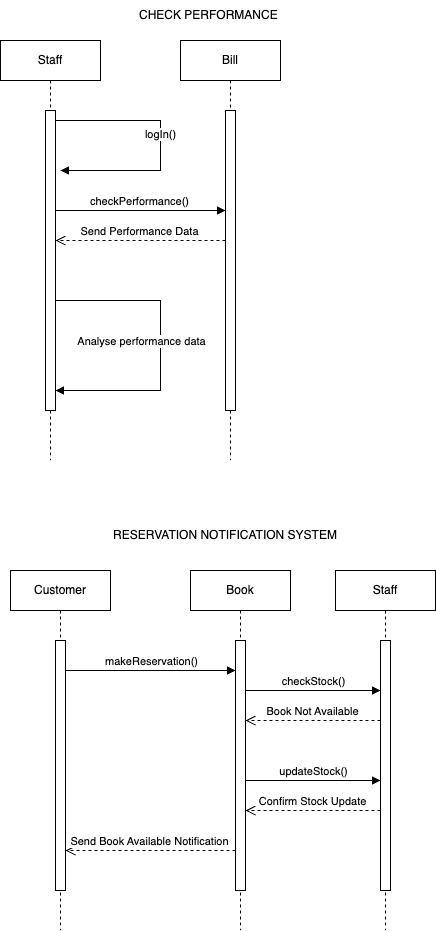 CHECK PERFORMANCE
Staff
Bill
logIn()
checkPerformance()
Send Performance Data
Analyse performance data
RESERVATION NOTIFICATION SYSTEM
Customer
Book
Staff
makeReservation()
checkStock()
Book Not Available
updateStock()
Confirm Stock Update
Send Book Available Notification